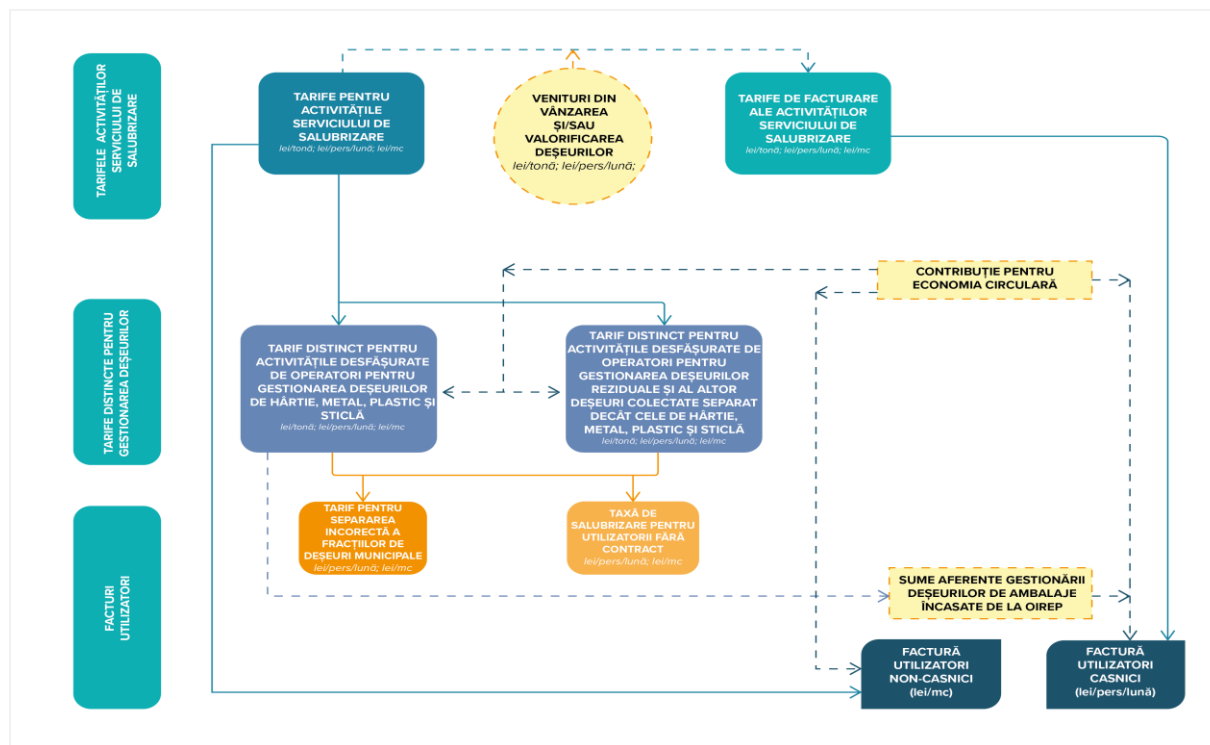 TARIFELE ACTIVITĂȚILOR
SERVICIULUI DE
SALUBRIZARE
TARIFE PENTRU
ACTIVITĂȚILE
SERVICIULUI DE
SALUBRIZARE
lei/tonă; lei/pers/lună; lei/mc
VENITURI DIN
VÂNZAREA
ȘI/SAU
VALORIFICAREA
DEȘEURILOR
lei/tonă; lei/pers/lună;
TARIFE DE FACTURARE
ALE ACTIVITĂȚILOR
SERVICIULUI DE
SALUBRIZARE
lei/tonă; lei/pers/lună; lei/mc
CONTRIBUȚIE PENTRU
ECONOMIA CIRCULARĂ
TARIFE DISTINCTE PENTRU
GESTIONAREA DEȘEURILOR
TARIF DISTINCT PENTRU
ACTIVITĂȚILE DESFĂȘURATE
DE OPERATORI PENTRU
GESTIONAREA DEȘEURILOR
DE HÂRTIE, METAL, PLASTIC ȘI
STICLĂ
lei/tonă; lei/pers/lună; lei/mc
TARIF DISTINCT PENTRU
ACTIVITĂȚILE DESFĂȘURATE DE
OPERATORI PENTRU
GESTIONAREA DEȘEURILOR
REZIDUALE ȘI AL ALTOR
DEȘEURI COLECTATE SEPARAT
DECÂT CELE DE HÂRTIE,
METAL, PLASTIC ȘI STICLĂ
lei/tonă; lei/pers/lună; lei/mc
FACTURI
UTILIZATORI
TARIF PENTRU
SEPARAREA
INCORECTĂ A
FRACȚIILOR DE
DEȘEURI MUNICIPALE
lei/pers/lună; lei/mc
TAXĂ DE
SALUBRIZARE PENTRU
UTILIZATORII FĂRĂ
CONTRACT
lei/pers/lună; lei/mc
SUME AFERENTE GESTIONĂRII
DEȘEURILOR DE AMBALAJE
ÎNCASATE DE LA OIREP
FACTURĂ
UTILIZATORI
NON-CASNICI
(lei/mc)
FACTURĂ
UTILIZATORI
CASNICI
(lei/pers/lună)